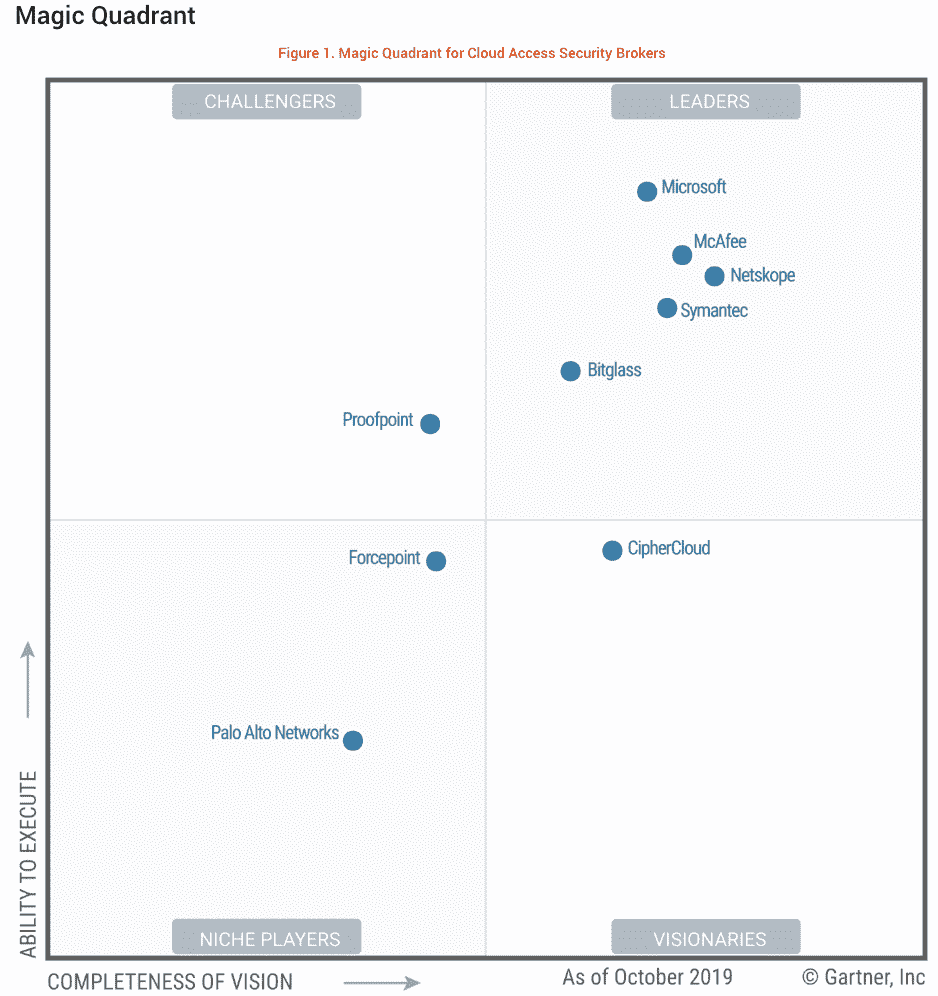 Magic Quadrant
Figure 1. Magic Quadrant for Cloud Access Security Brokers
CHALLENGERS
LEADERS
Microsoft
McAfee
Netskope
Symantec
Bitglass
Proofpoint
CipherCloud
Forcepoint
Palo Alto Networks
ABILITY TO EXECUTE
NICHE PLAYERS
VISIONARIES
COMPLETENESS OF VISION
As of October 2019
© Gartner, Inc